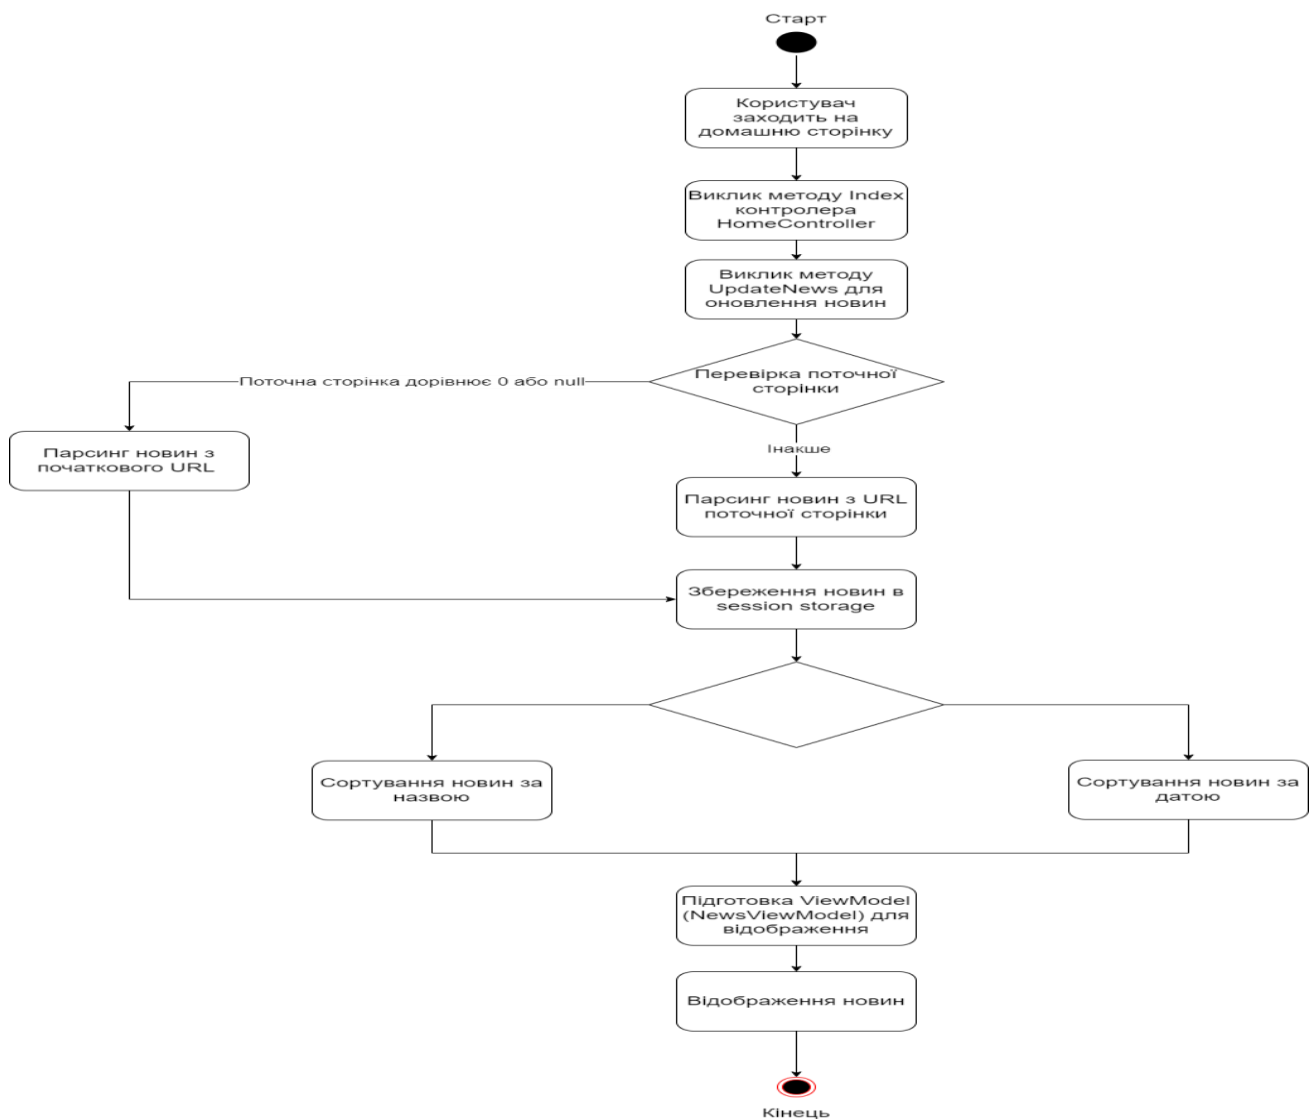 Старт
Користувач
заходить на
домашню сторінку
Виклик методу Index
контролера
HomeController
Виклик методу
UpdateNews для
оновлення новин
Перевірка поточної
сторінки
Поточна сторінка дорівнює 0 або null
Інакше
Парсинг новин з
початкового URL
Парсинг новин з URL
поточної сторінки
Збереження новин в
session storage
Сортування новин за
назвою
Сортування новин за
датою
Підготовка ViewModel
(NewsViewModel) для
відображення
Відображення новин
Кінець